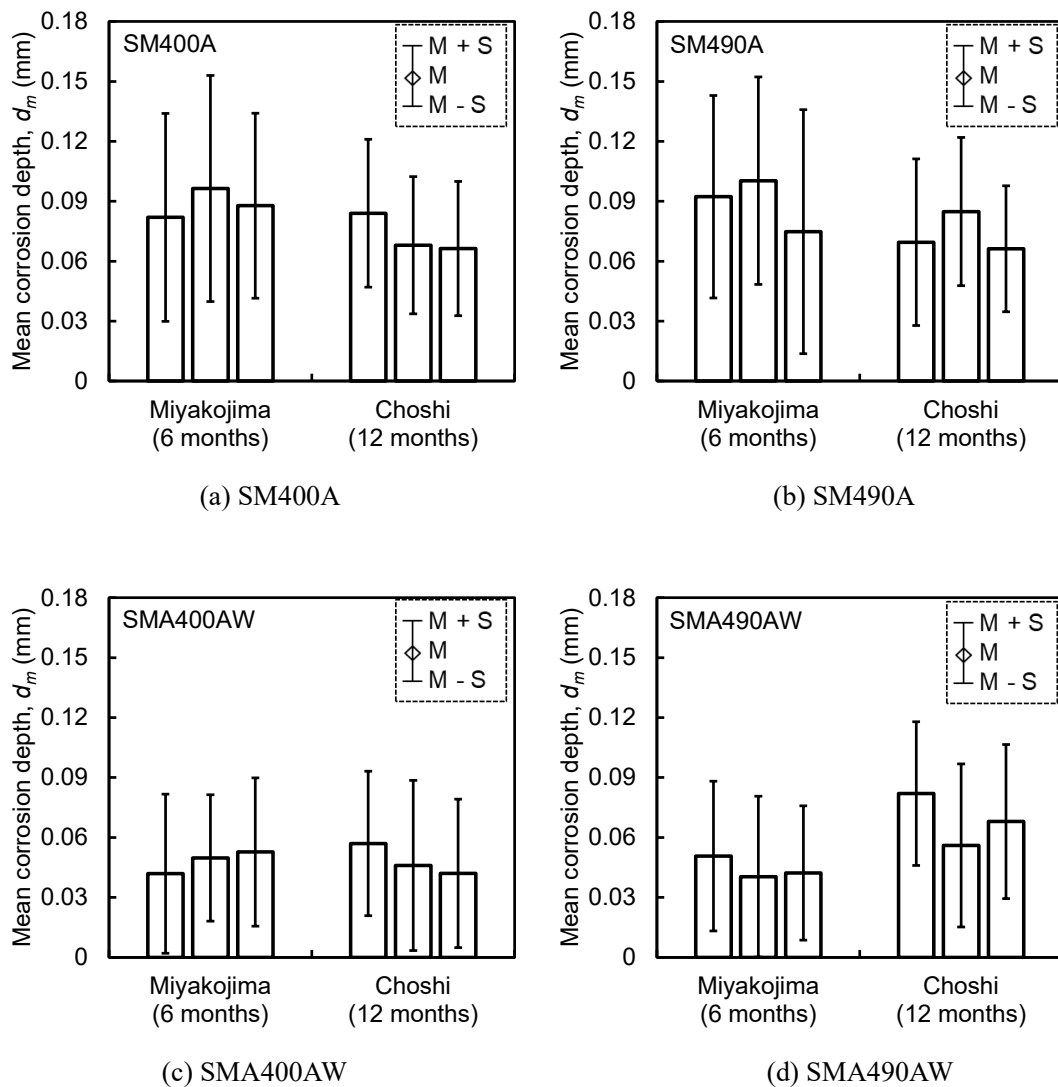 Mean corrosion depth, dm (mm)
0.18
0.15
0.12
0.09
0.06
0.03
0
SM400A
M + S
M
M - S
Miyakojima
(6 months)
Choshi
(12 months)
(a) SM400A
Mean corrosion depth, dm (mm)
0.18
0.15
0.12
0.09
0.06
0.03
0
SM490A
M + S
M
M - S
Miyakojima
(6 months)
Choshi
(12 months)
(b) SM490A
Mean corrosion depth, dm (mm)
0.18
0.15
0.12
0.09
0.06
0.03
0
SMA400AW
M + S
M
M - S
Miyakojima
(6 months)
Choshi
(12 months)
(c) SMA400AW
Mean corrosion depth, dm (mm)
0.18
0.15
0.12
0.09
0.06
0.03
0
SMA490AW
M + S
M
M - S
Miyakojima
(6 months)
Choshi
(12 months)
(d) SMA490AW